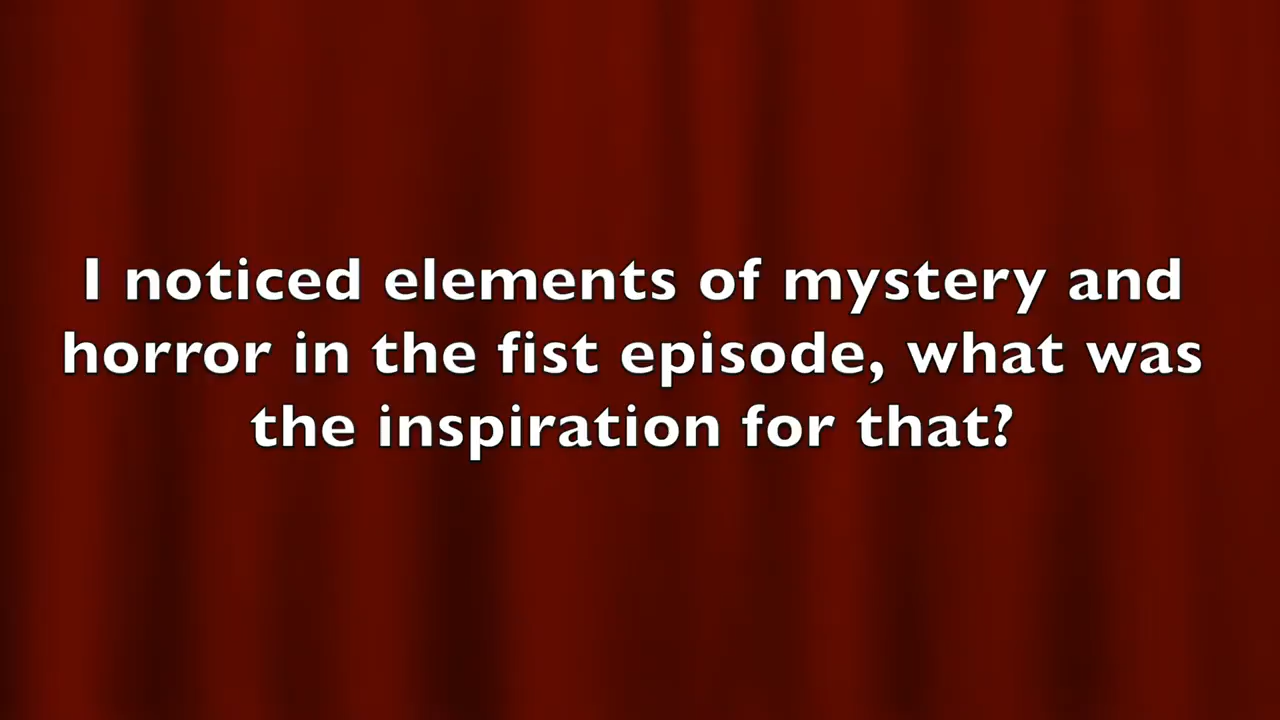 I noticed elements of mystery and
horror in the fist episode, what was
the inspiration for that?